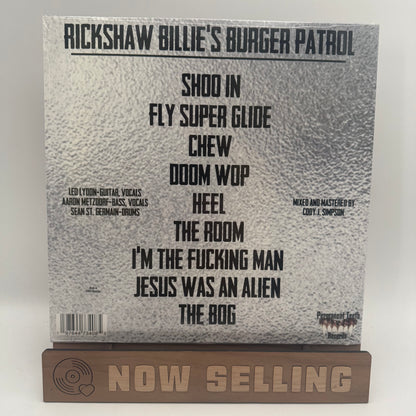 RICKSHAW BILLIE'S BURGER PATROL
SHOO IN
FLY SUPER GLIDE
CHEW
DOOM WOP
HEEL
THE ROOM
I'M THE FUCKING MAN
JESUS WAS AN ALIEN
THE BOG
LEO LYDON-GUITAR, VOCALS
AARON METZDORF-BASS, VOCALS
SEAN ST. GERMAIN-DRUMS
MIXED AND MASTERED BY
CODY J. SIMPSON
Permanent Teeth
Records
NOW SELLING